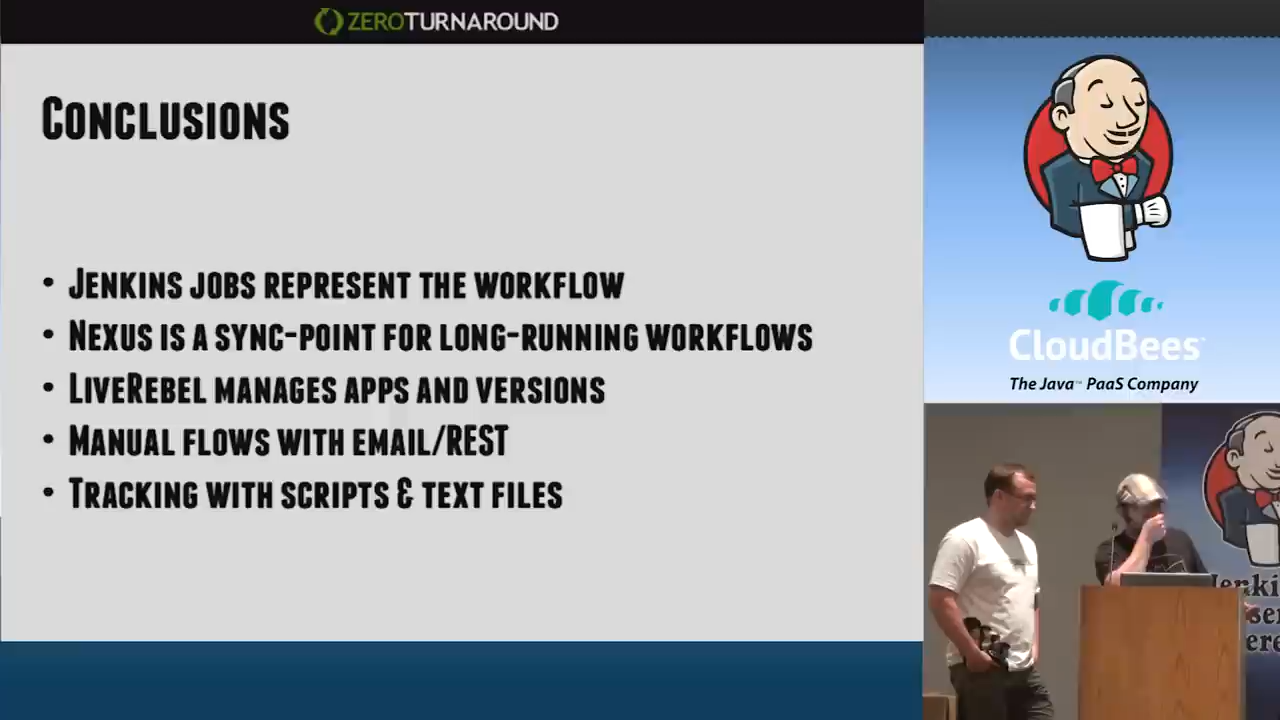 ZEROTURNAROUND
CONCLUSIONS
• JENKINS JOBS REPRESENT THE WORKFLOW
• NEXUS IS A SYNC-POINT FOR LONG-RUNNING WORKFLOWS
• LIVEREBEL MANAGES APPS AND VERSIONS
• MANUAL FLOWS WITH EMAIL/REST
• TRACKING WITH SCRIPTS & TEXT FILES
CloudBees
The Java™ PaaS Company